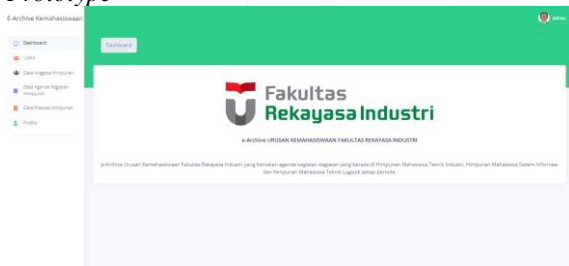 Prototype
E-Archive Kemahasiswaan
Admin
Dashboard
Dashboard
Users
Data Anggota Himpunan
Data Agenda Kegiatan
Himpunan
Data Prestasi Himpunan
Profile
Fakultas
Rekayasa Industri
e-Archive URUSAN KEMAHASISWAAN FAKULTAS REKAYASA INDUSTRI
e-Archive Urusan Kemahasiswaan Fakultas Rekayasa Industri yang berisikan agenda kegiatan-kegiatan yang berada di Himpunan Mahasiswa Teknik Industri, Himpunan Mahasiswa Sistem Informasi
dan Himpunan Mahasiswa Teknik Logistik setiap periode.